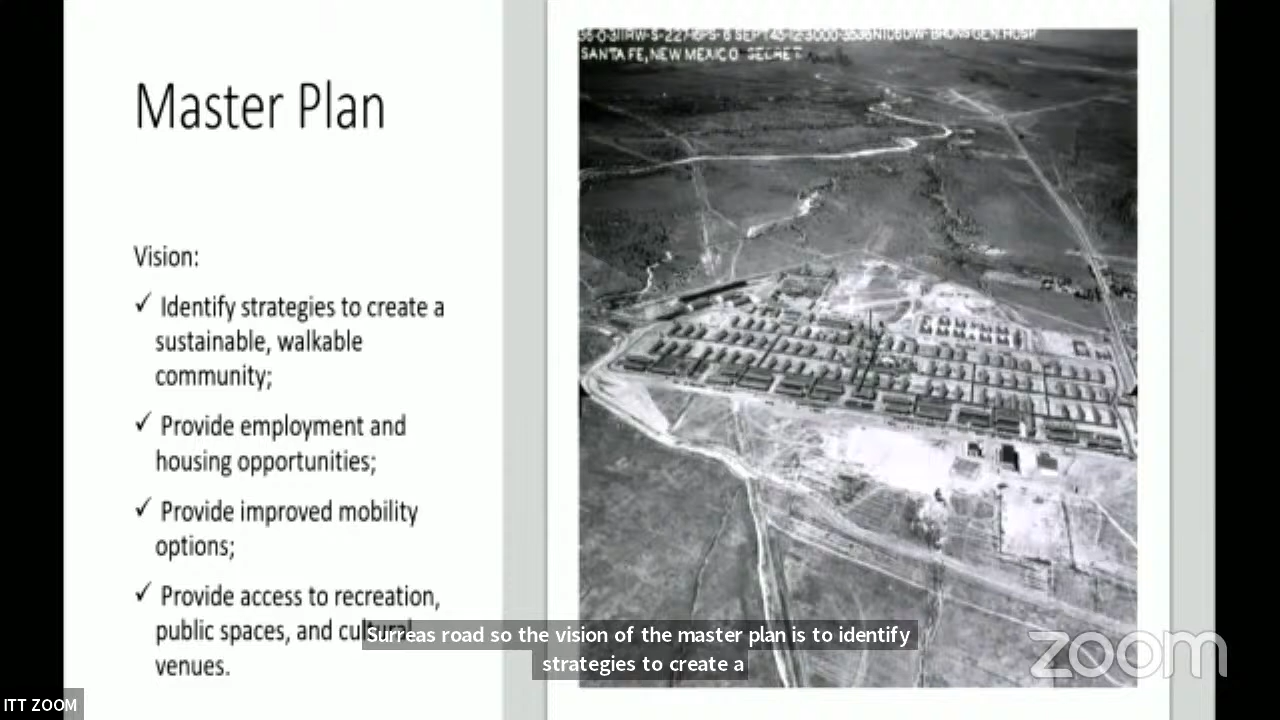 Master Plan
Vision:
✓ Identify strategies to create a
sustainable, walkable
community;
✓ Provide employment and
housing opportunities;
✓ Provide improved mobility
options;
✓ Provide access to recreation,
public spaces, and cultural
venues.
GEN. HOSP.
SANTA FE, NEW MEXICO SECRET
Surreas road so the vision of the master plan is to identify
strategies to create a
zoom
ITT ZOOM